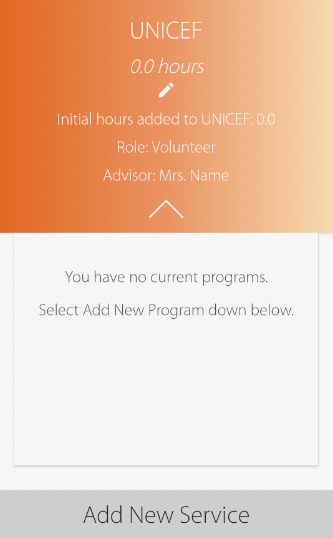 UNICEF
0.0 hours
Initial hours added to UNICEF: 0.0
Role: Volunteer
Advisor: Mrs. Name
You have no current programs.
Select Add New Program down below.
Add New Service